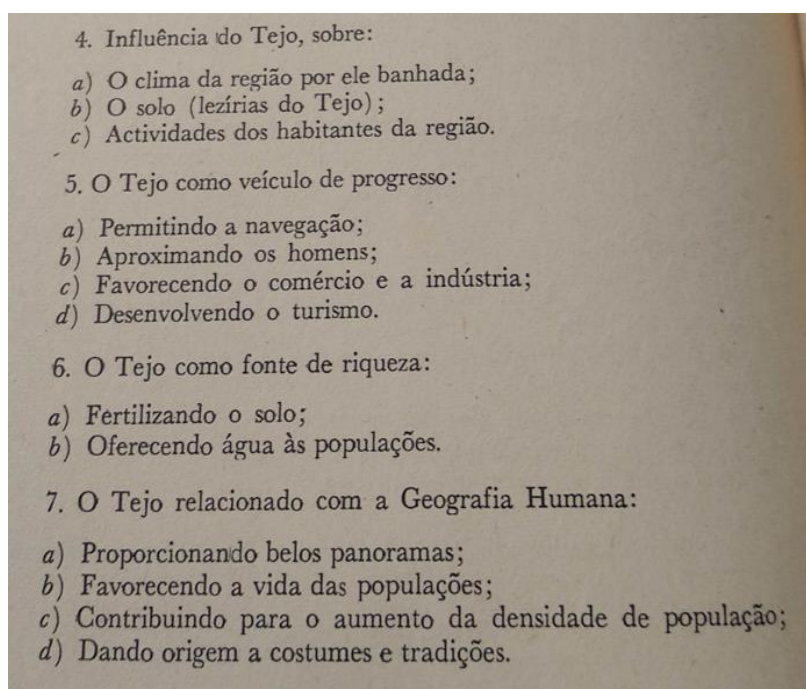 4. Influência do Tejo, sobre:
a) O clima da região por ele banhada;
b) O solo (lezírias do Tejo);
c) Actividades dos habitantes da região.
5. O Tejo como veículo de progresso:
a) Permitindo a navegação;
b) Aproximando os homens;
c) Favorecendo o comércio e a indústria;
d) Desenvolvendo o turismo.
6. O Tejo como fonte de riqueza:
a) Fertilizando o solo;
b) Oferecendo água às populações.
7. O Tejo relacionado com a Geografia Humana:
a) Proporcionando belos panoramas;
b) Favorecendo a vida das populações;
c) Contribuindo para o aumento da densidade de população;
d) Dando origem a costumes e tradições.